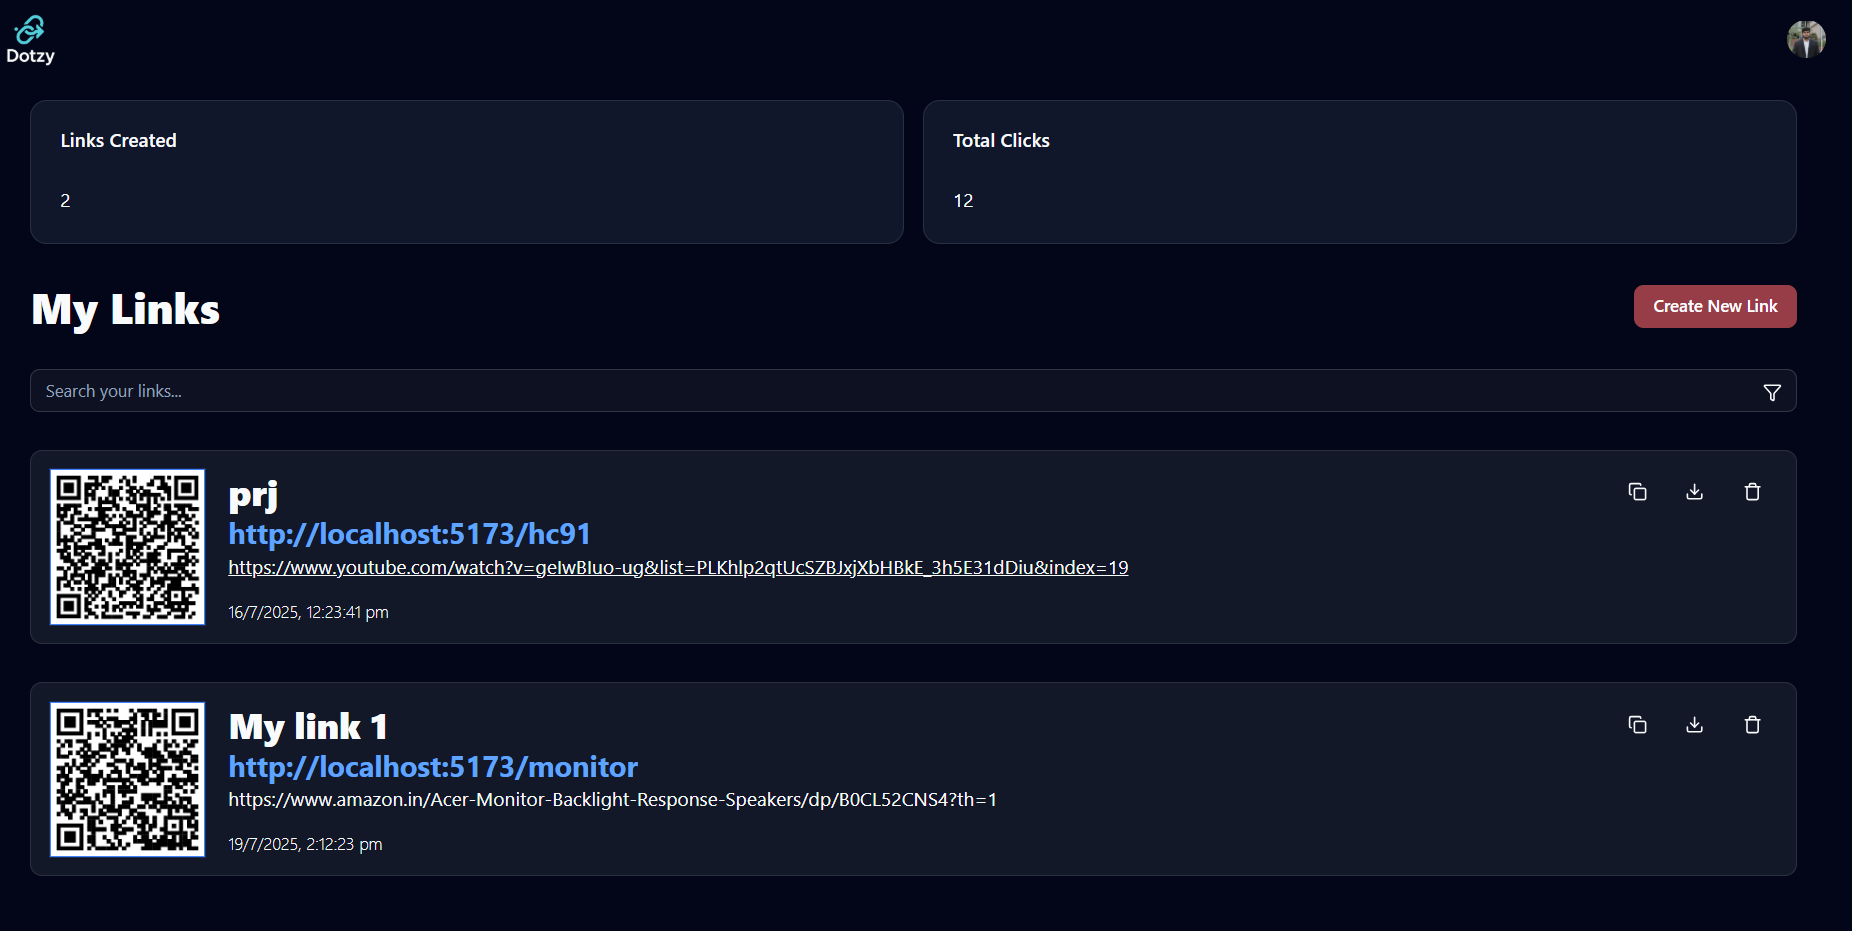 Dotzy
Links Created
2
Total Clicks
12
My Links
Create New Link
Search your links...
prj
http://localhost:5173/hc91
https://www.youtube.com/watch?v=geIwBIuo-ug&list=PLKhlp2qtUcSZBJxjXbHBkE_3h5E31dDiu&index=19
16/7/2025, 12:23:41 pm
My link 1
http://localhost:5173/monitor
https://www.amazon.in/Acer-Monitor-Backlight-Response-Speakers/dp/B0CL52CNS4?th=1
19/7/2025, 2:12:23 pm